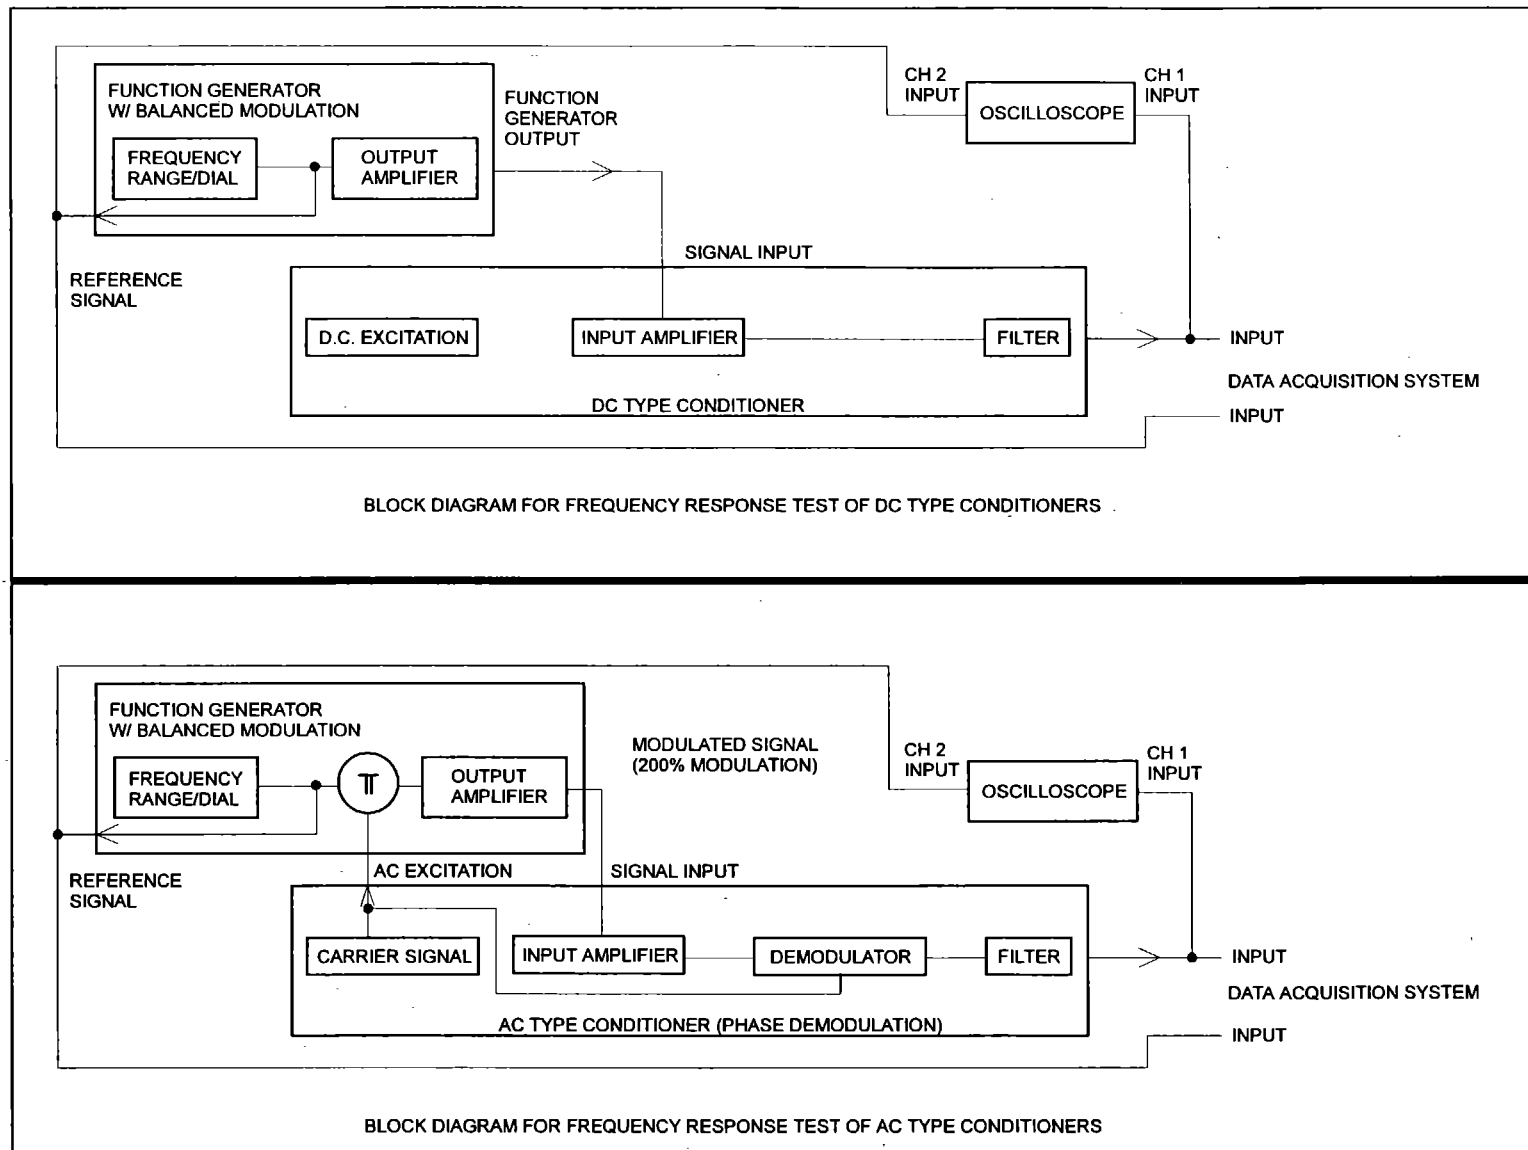 FUNCTION GENERATOR
W/ BALANCED MODULATION
FREQUENCY
RANGE/DIAL
OUTPUT
AMPLIFIER
FUNCTION
GENERATOR
OUTPUT
CH 2
INPUT
OSCILLOSCOPE
CH 1
INPUT
REFERENCE
SIGNAL
SIGNAL INPUT
D.C. EXCITATION
INPUT AMPLIFIER
FILTER
DC TYPE CONDITIONER
INPUT
DATA ACQUISITION SYSTEM
INPUT
BLOCK DIAGRAM FOR FREQUENCY RESPONSE TEST OF DC TYPE CONDITIONERS
FUNCTION GENERATOR
W/ BALANCED MODULATION
FREQUENCY
RANGE/DIAL
π
OUTPUT
AMPLIFIER
MODULATED SIGNAL
(200% MODULATION)
CH 2
INPUT
OSCILLOSCOPE
CH 1
INPUT
REFERENCE
SIGNAL
AC EXCITATION
SIGNAL INPUT
CARRIER SIGNAL
INPUT AMPLIFIER
DEMODULATOR
FILTER
AC TYPE CONDITIONER (PHASE DEMODULATION)
INPUT
DATA ACQUISITION SYSTEM
INPUT
BLOCK DIAGRAM FOR FREQUENCY RESPONSE TEST OF AC TYPE CONDITIONERS